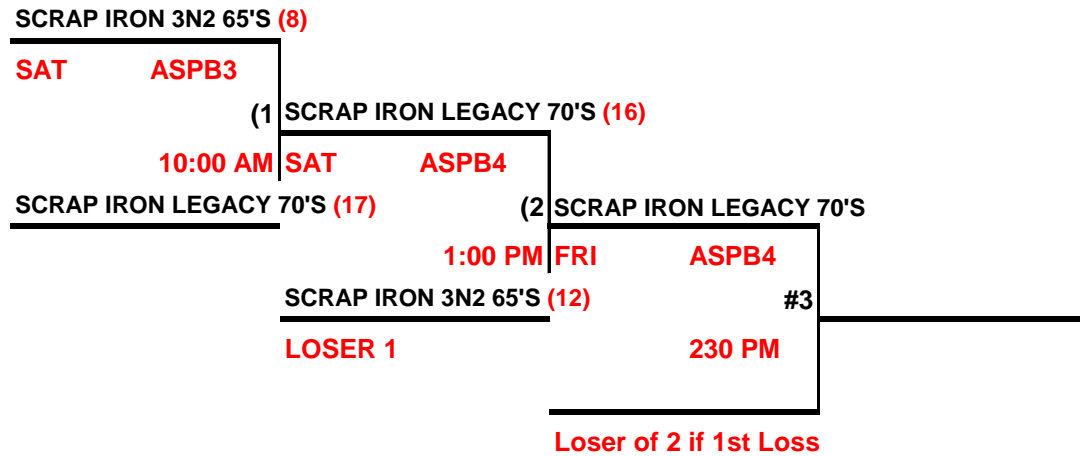 SCRAP IRON 3N2 65'S (8)
SAT ASPB3
(1 SCRAP IRON LEGACY 70'S (16)
10:00 AM SAT ASPB4
SCRAP IRON LEGACY 70'S (17) (2 SCRAP IRON LEGACY 70'S
1:00 PM FRI ASPB4
SCRAP IRON 3N2 65'S (12) #3
LOSER 1 230 PM
Loser of 2 if 1st Loss